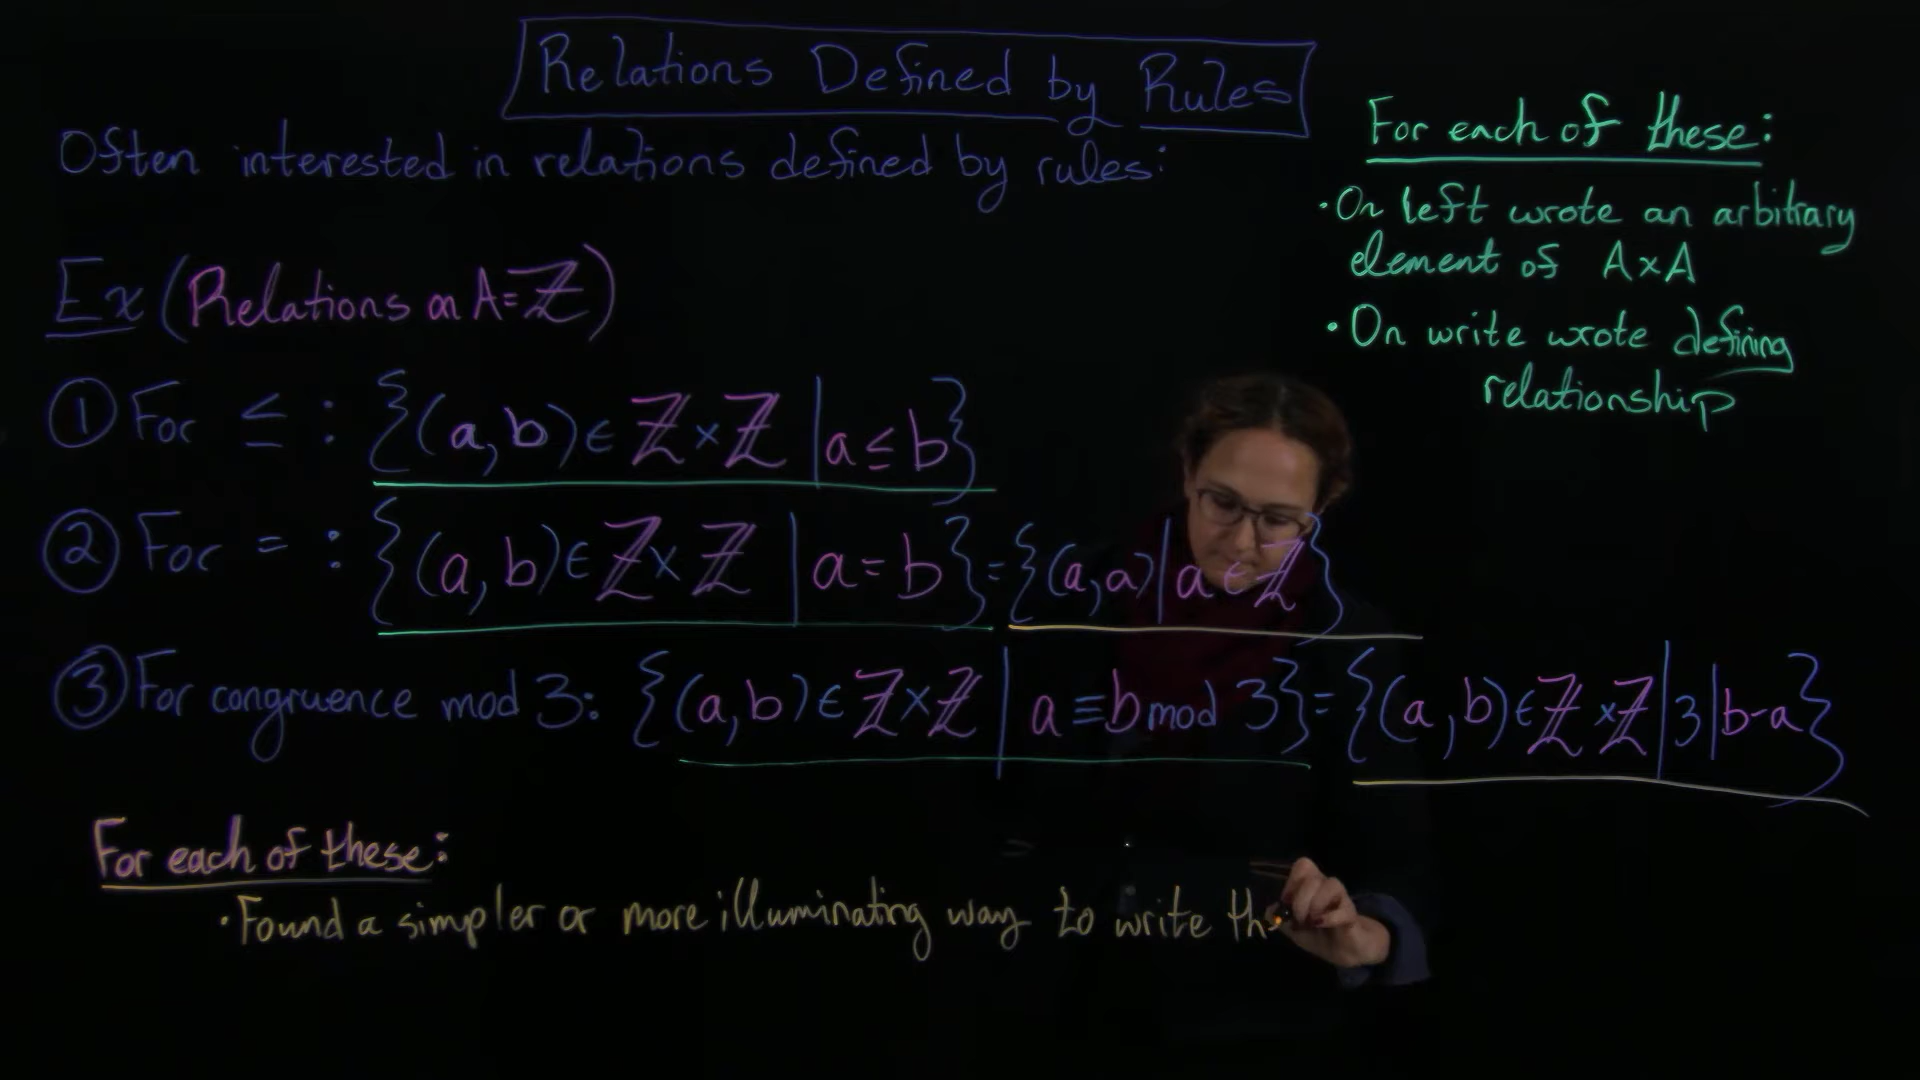 Relations Defined by Rules
Often interested in relations defined by rules:
Ex (Relations on A=ℤ)
① For ≤ : {(a,b)∈ ℤ×ℤ | a≤b}
② For = : {(a,b)∈ℤ×ℤ | a=b}={(a,a)|a∈ℤ}
③ For congruence mod 3: {(a,b)∈ℤ×ℤ | a≡b mod 3}={(a,b)∈ℤ×ℤ|3|b-a}
For each of these:
• On left wrote an arbitrary
element of A×A
• On write wrote defining
relationship
For each of these:
• Found a simpler or more illuminating way to write th